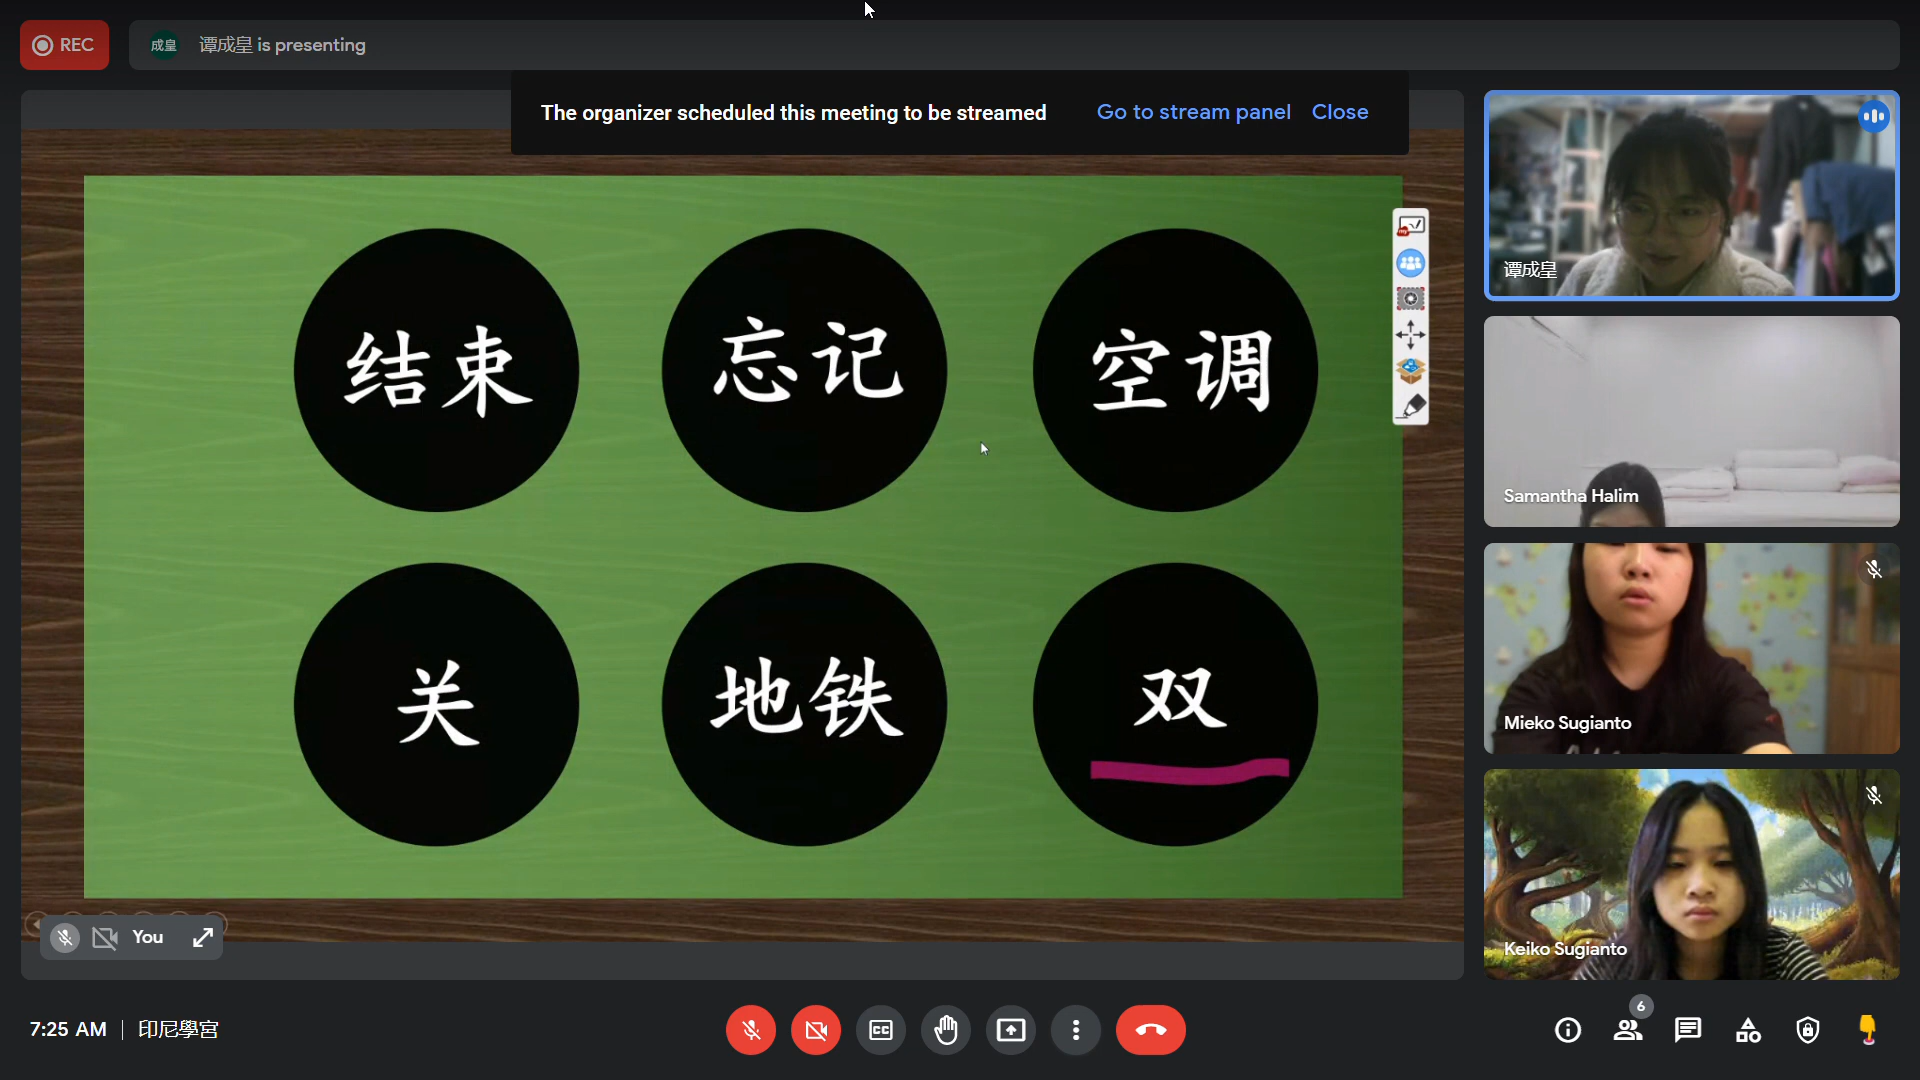 REC
成皇
谭成皇 is presenting
The organizer scheduled this meeting to be streamed
Go to stream panel
Close
结束
忘记
空调
关
地铁
双
谭成皇
Samantha Halim
Mieko Sugianto
Keiko Sugianto
You
7:25 AM
印尼學宮
CC
6